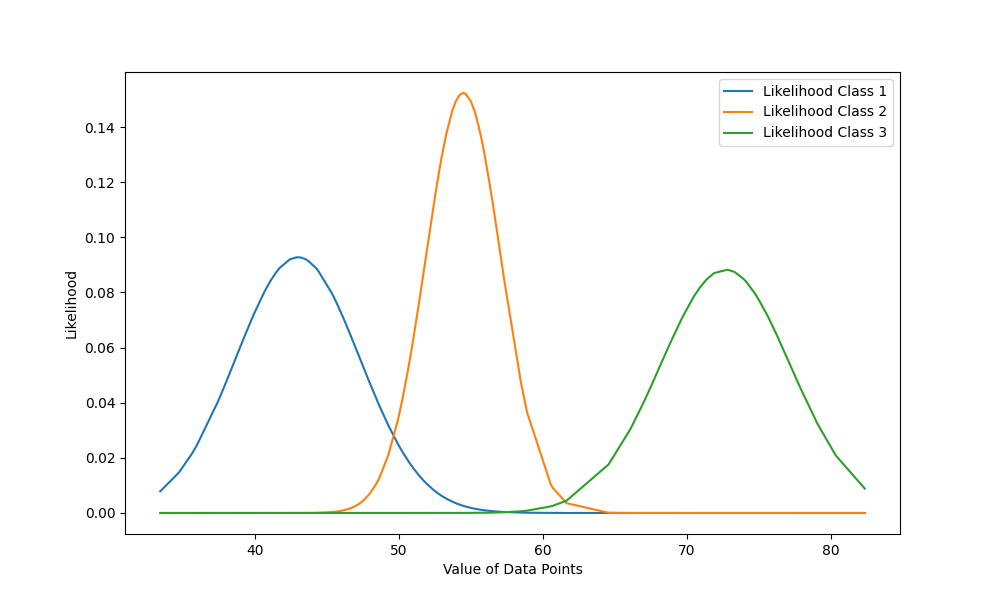 Likelihood Class 1
Likelihood Class 2
Likelihood Class 3
0.14
0.12
0.10
0.08
0.06
0.04
0.02
0.00
Likelihood
40 50 60 70 80
Value of Data Points